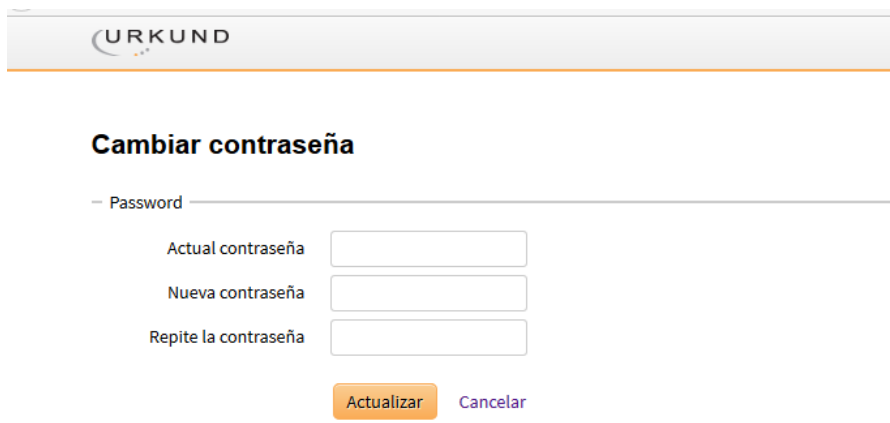 URKUND
Cambiar contraseña
Password
Actual contraseña
Nueva contraseña
Repite la contraseña
Actualizar Cancelar